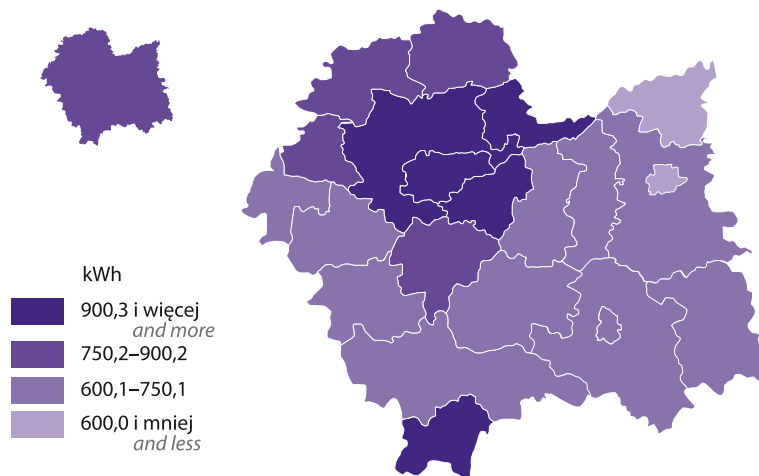 kWh
900,3 i więcej
and more
750,2–900,2
600,1–750,1
600,0 i mniej
and less